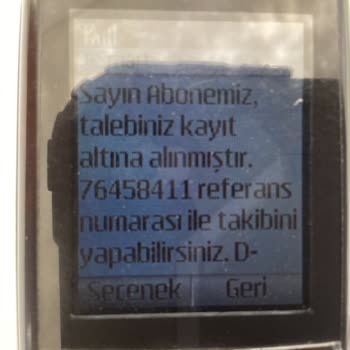 Sayın Abonemiz,
talebiniz kayıt
altına alınmıştır.
76458411 referans
numarası ile takibini
yapabilirsiniz. D-
Seçenek Geri